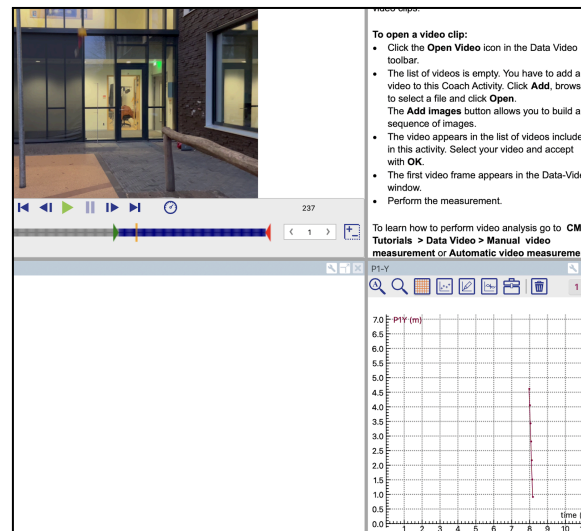 video clips.
To open a video clip:
• Click the Open Video icon in the Data Video
toolbar.
• The list of videos is empty. You have to add a
video to this Coach Activity. Click Add, brows
to select a file and click Open.
The Add images button allows you to build a
sequence of images.
• The video appears in the list of videos include
in this activity. Select your video and accept
with OK.
• The first video frame appears in the Data-Vide
window.
• Perform the measurement.
To learn how to perform video analysis go to CM
Tutorials > Data Video > Manual video
measurement or Automatic video measureme
237
1
P1-Y
1
P1Y (m)
7.0
6.5
6.0
5.5
5.0
4.5
4.0
3.5
3.0
2.5
2.0
1.5
1.0
0.5
0.0
time (
1 2 3 4 5 6 7 8 9 10